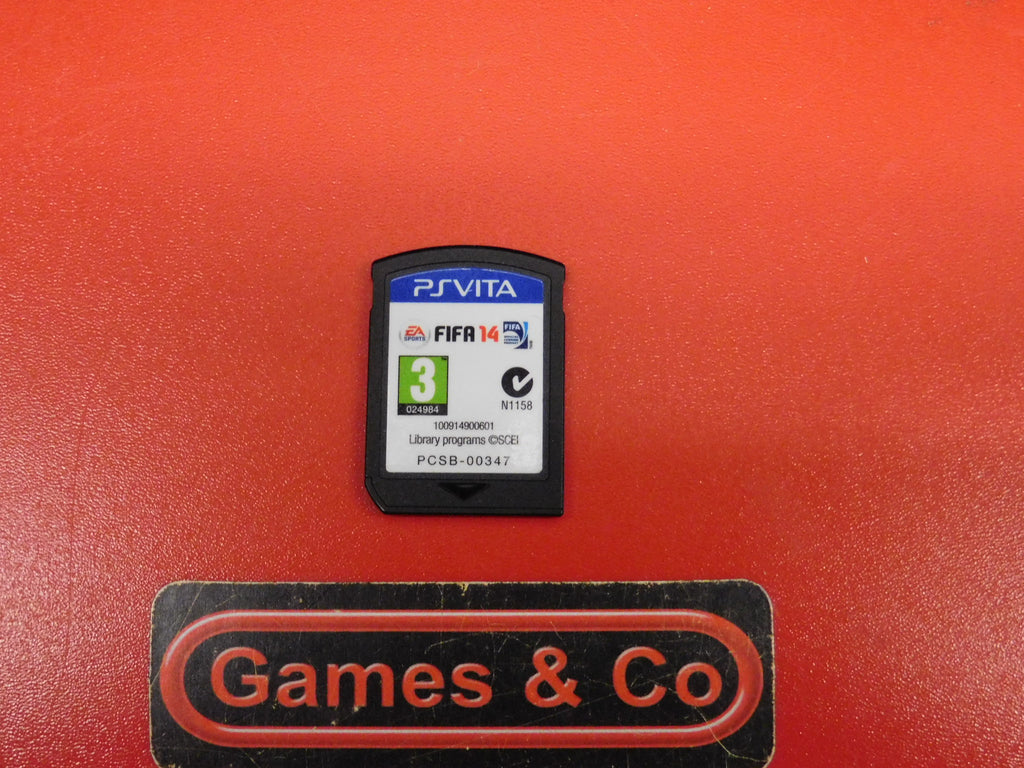 PSVITA
EA SPORTS FIFA 14 FIFA
3
024984
N1158
100914900601
Library programs ©SCEI
PCSB-00347
Games & Co